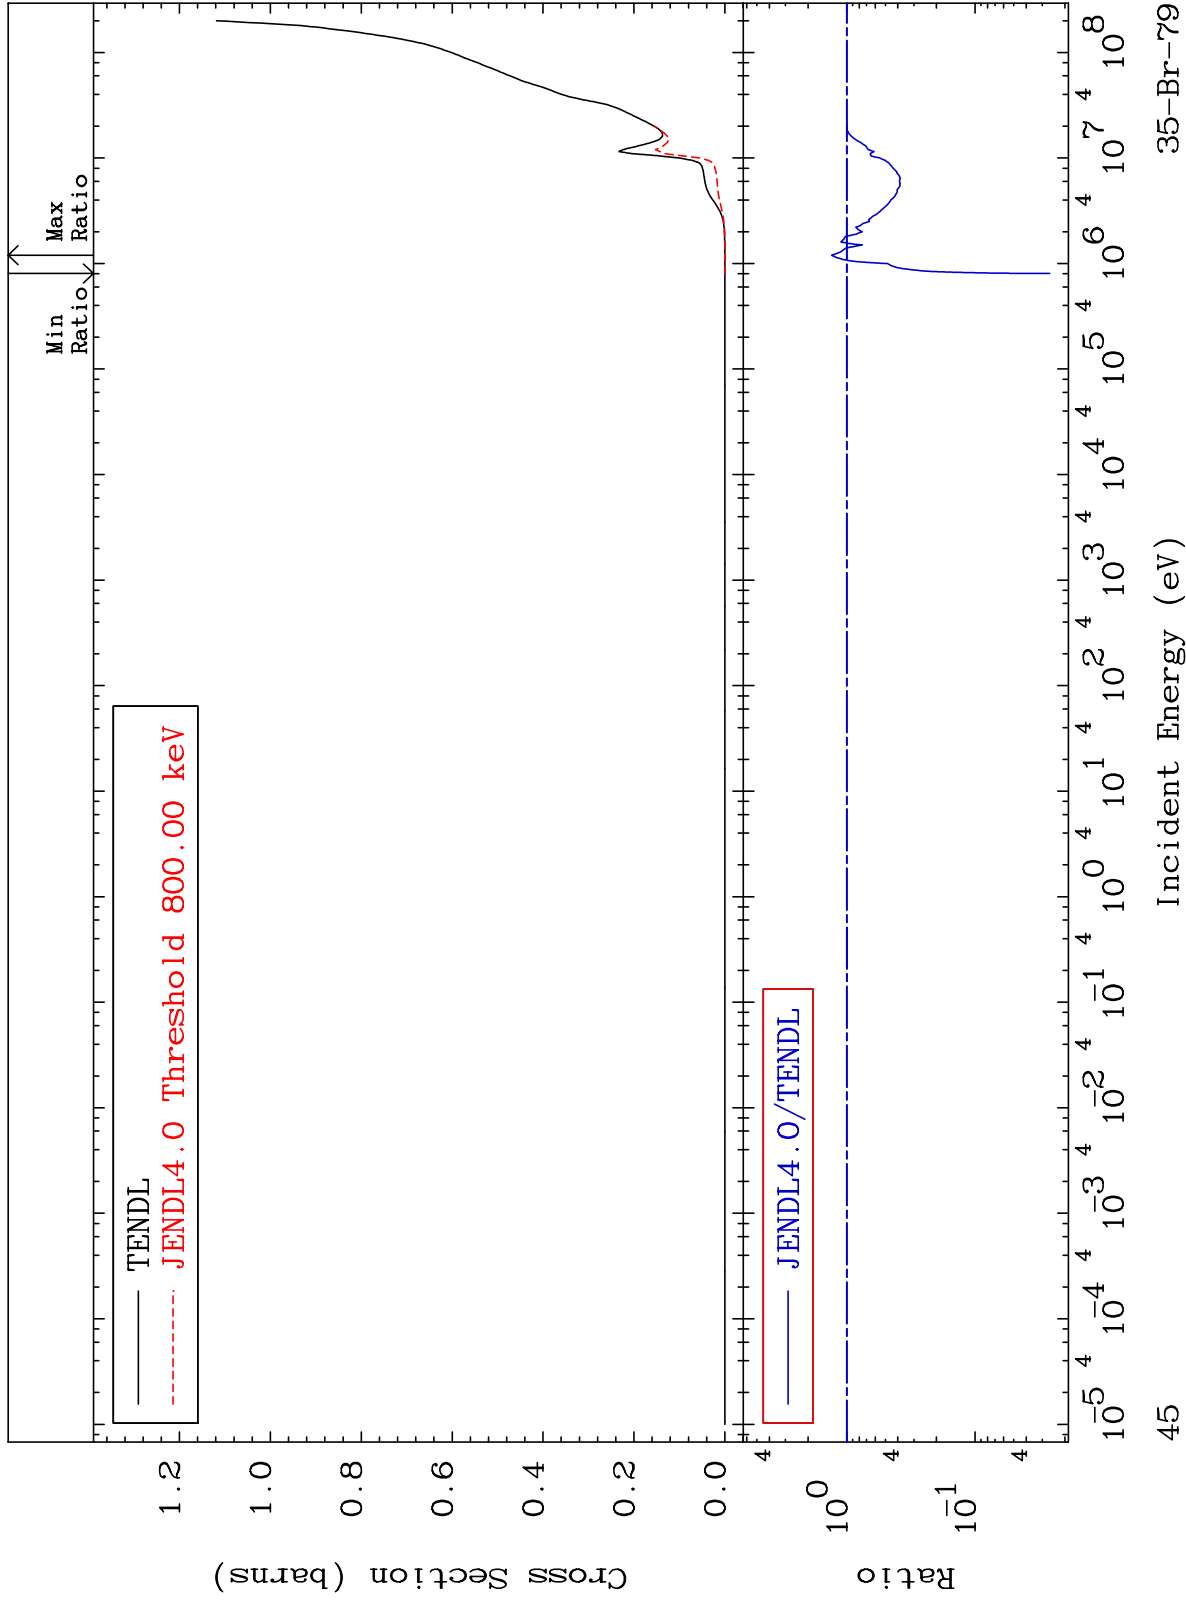 Min
Ratio
Max
Ratio
TENDL
JENDL4.0 Threshold 800.00 keV
Cross Section (barns)
1.2
1.0
0.8
0.6
0.4
0.2
0.0
JENDL4.0/TENDL
Ratio
4
10^0
4
10^-1
4
10^-5 4 10^-4 4 10^-3 4 10^-2 4 10^-1 4 10^0 4 10^1 4 10^2 4 10^3 4 10^4 4 10^5 4 10^6 4 10^7 4 10^8
45
Incident Energy (eV)
35-Br-79